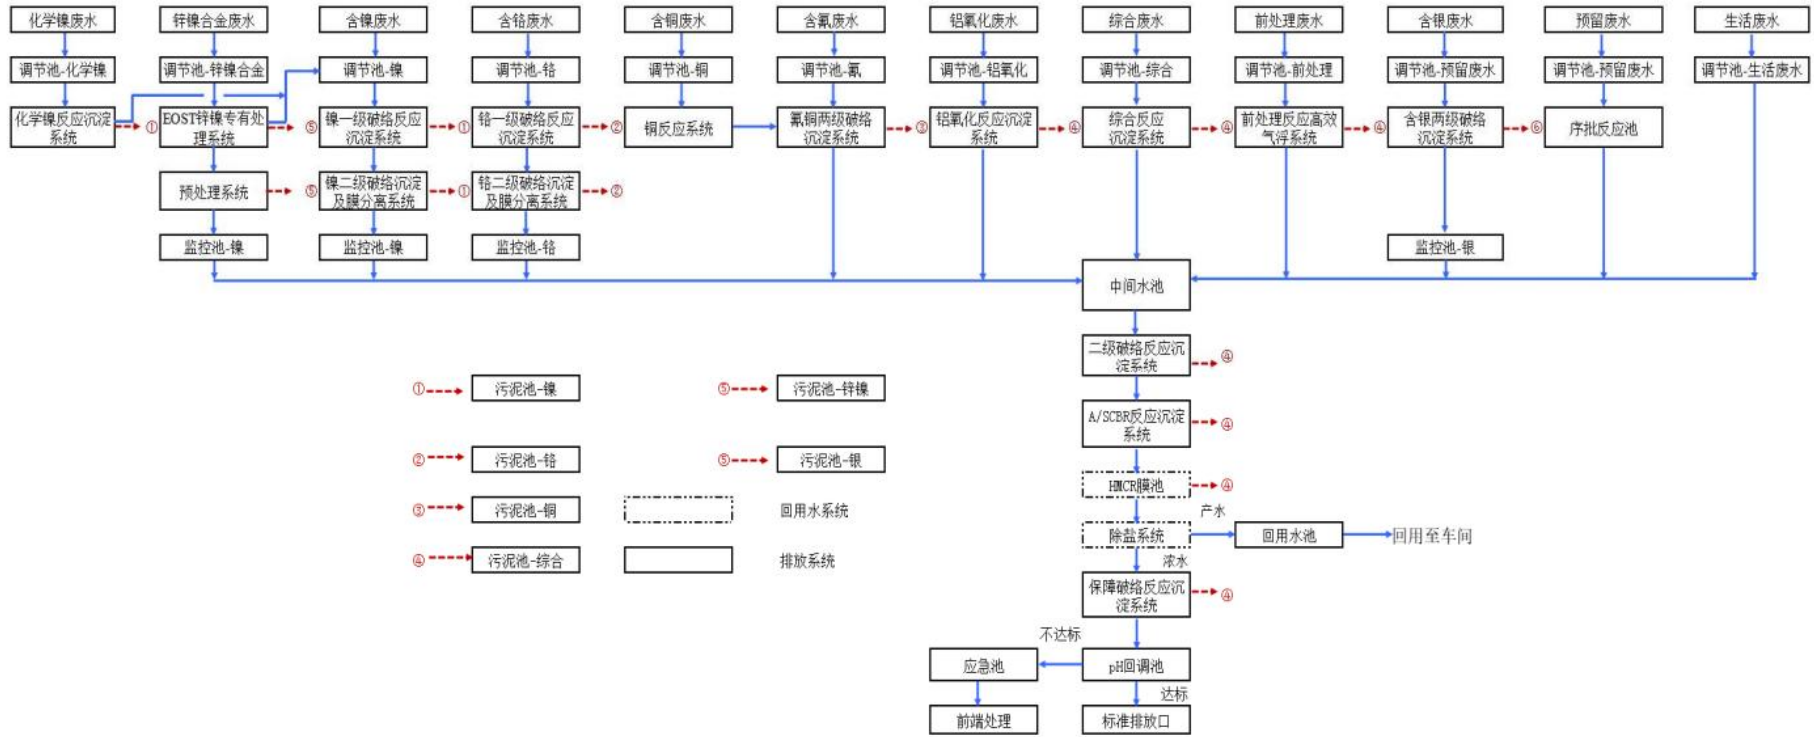 化学镍废水
锌镍合金废水
含镍废水
含铬废水
含铜废水
含氰废水
铝氧化废水
综合废水
前处理废水
含银废水
预留废水
生活废水
调节池-化学镍
调节池-锌镍合金
调节池-镍
调节池-铬
调节池-铜
调节池-氰
调节池-铝氧化
调节池-综合
调节池-前处理
调节池-预留废水
调节池-预留废水
调节池-生活废水
化学镍反应沉淀
系统
①
EOST锌镍专有处
理系统
⑤
镍一级破络反应
沉淀系统
①
铬一级破络反应
沉淀系统
②
铜反应系统
氰铜两级破络
沉淀系统
③
铝氧化反应沉淀
系统
④
综合反应
沉淀系统
④
前处理反应高效
气浮系统
④
含银两级破络
沉淀系统
⑥
序批反应池
预处理系统
⑤
镍二级破络沉淀
及膜分离系统
①
铬二级破络沉淀
及膜分离系统
②
监控池-镍
监控池-镍
监控池-铬
监控池-银
中间水池
二级破络反应沉
淀系统
④
①
污泥池-镍
⑤
污泥池-锌镍
A/SCBR反应沉淀
系统
④
②
污泥池-铬
⑤
污泥池-银
HMCR膜池
④
③
污泥池-铜
回用水系统
产水
除盐系统
回用水池
回用至车间
④
污泥池-综合
排放系统
浓水
保障破络反应沉
淀系统
④
不达标
应急池
pH回调池
达标
前端处理
标准排放口